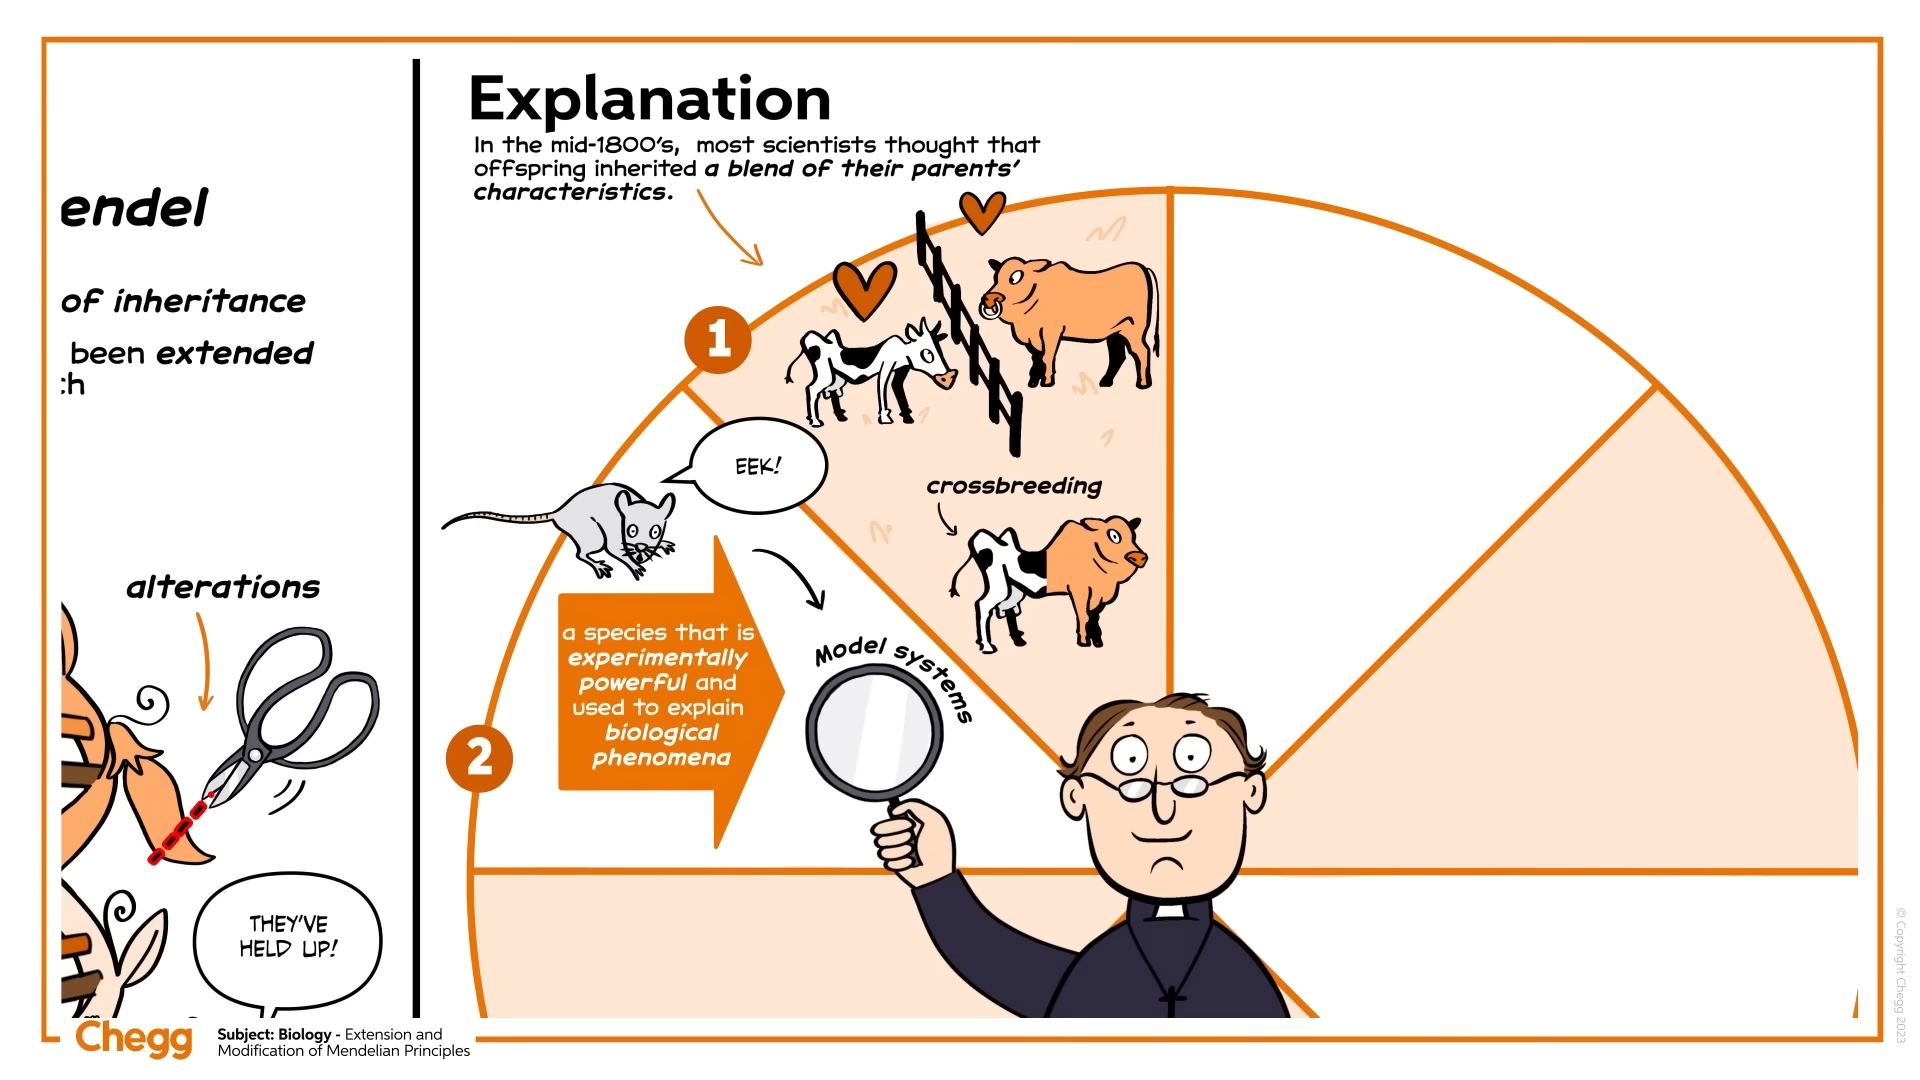 endel
of inheritance
been extended
:h
alterations
THEY'VE
HELD UP!
Explanation
In the mid-1800's, most scientists thought that
offspring inherited a blend of their parents'
characteristics.
1
EEK!
crossbreeding
a species that is
experimentally
powerful and
used to explain
biological
phenomena
Model systems
2
Chegg
Subject: Biology - Extension and
Modification of Mendelian Principles
© Copyright Chegg 2023